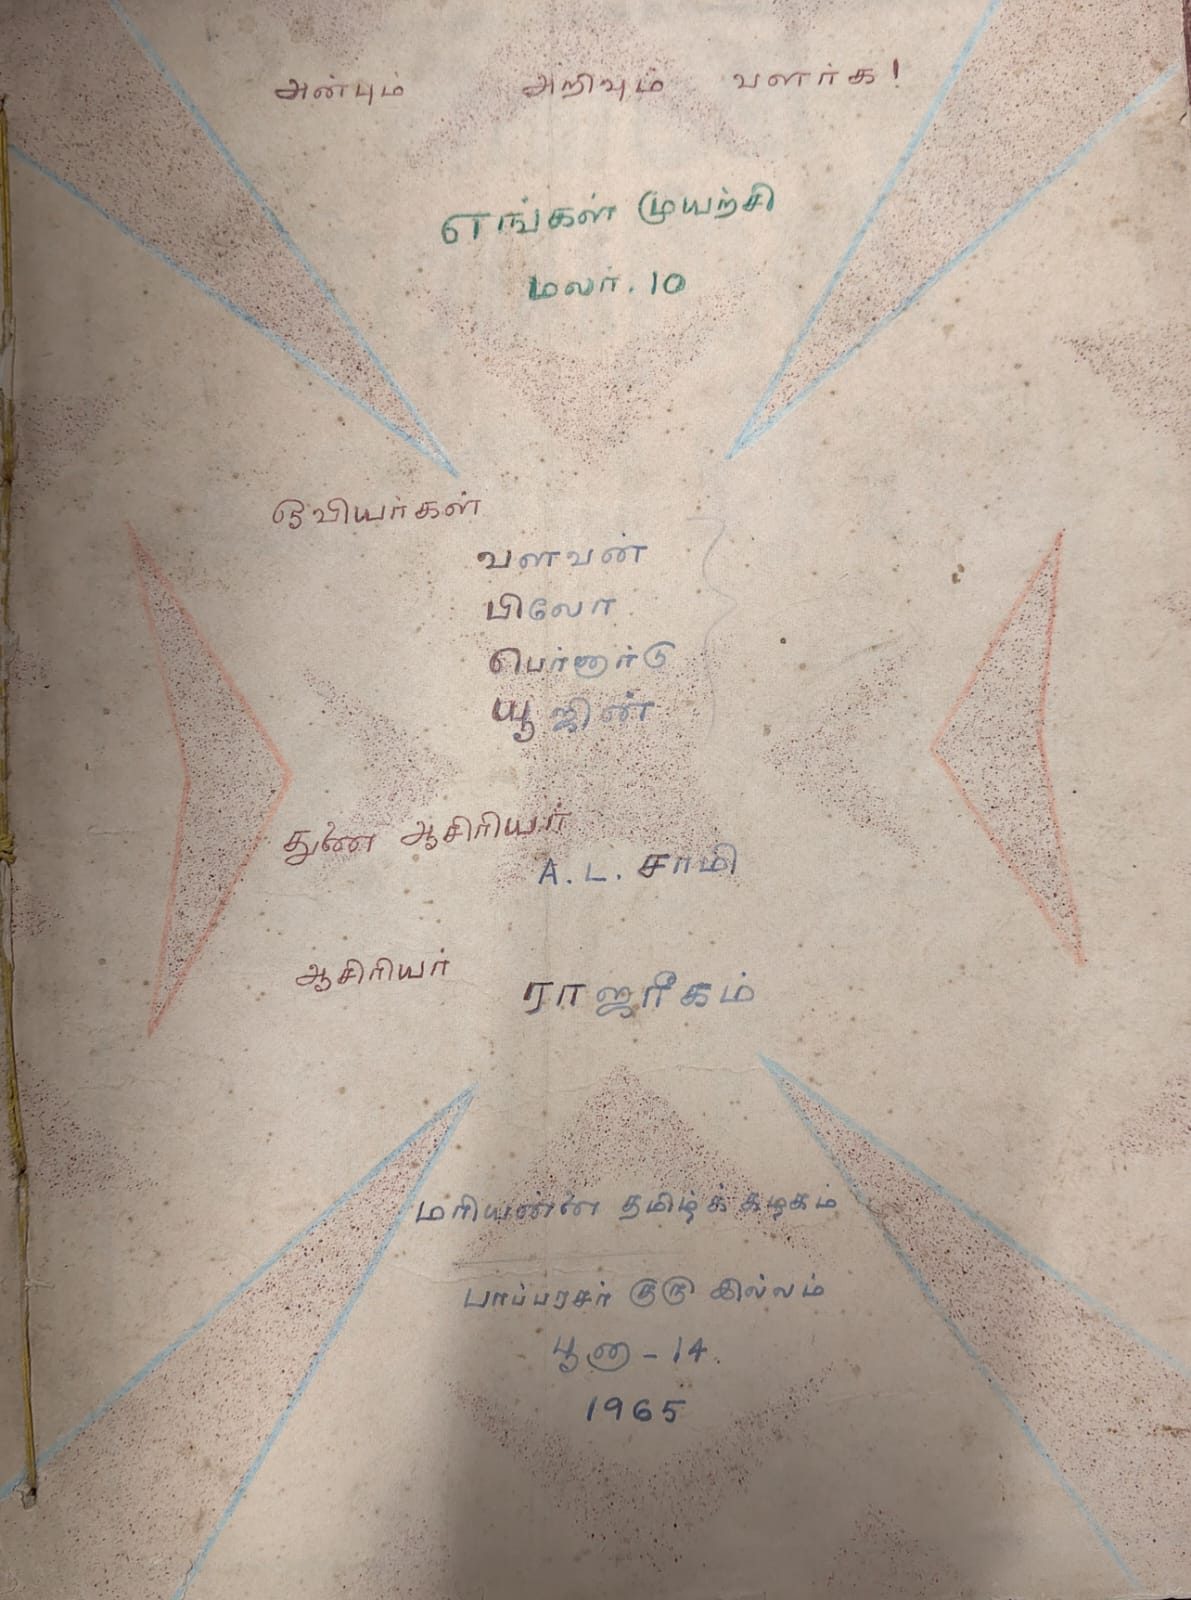 அன்பும் அறிவும் வளர்க!
எங்கள் முயற்சி
மலர். 10
ஓவியர்கள்
வளவன்
பிலோ
பெர்னார்டு
யூஜின்
துணை ஆசிரியர்
A. L. சாமி
ஆசிரியர்
ராஜரீகம்
மரியன்னை தமிழ்க் கழகம்
பாப்பரசர் குரு இல்லம்
பூனா - 14.
1965